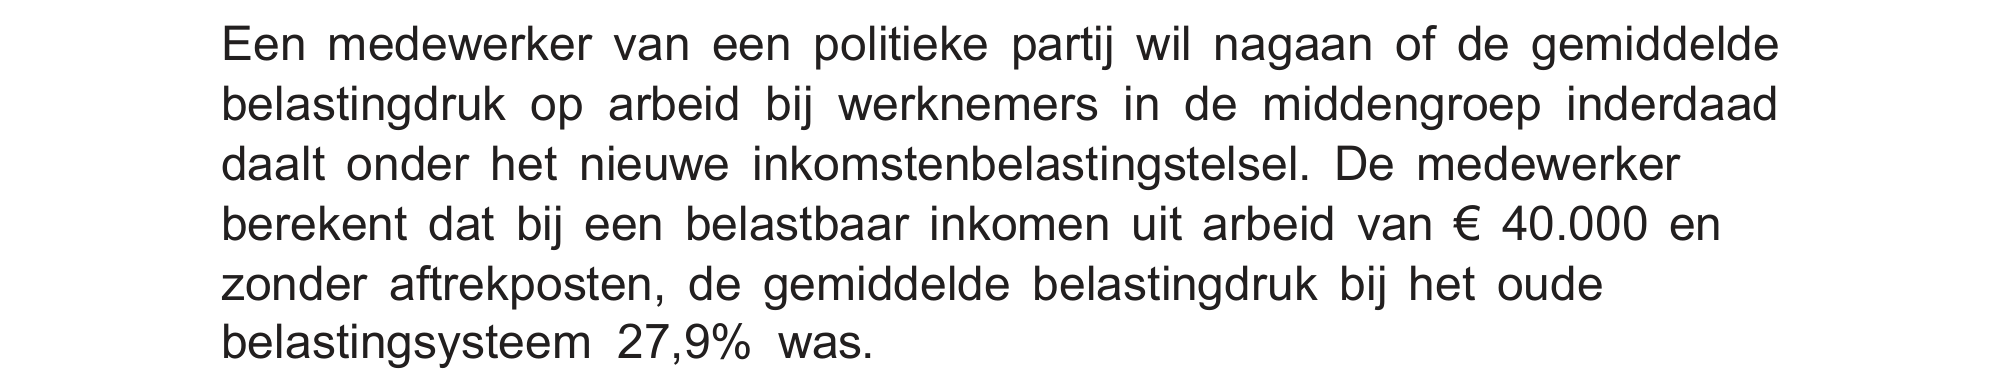 Een medewerker van een politieke partij wil nagaan of de gemiddelde
belastingdruk op arbeid bij werknemers in de middengroep inderdaad
daalt onder het nieuwe inkomstenbelastingstelsel. De medewerker
berekent dat bij een belastbaar inkomen uit arbeid van € 40.000 en
zonder aftrekposten, de gemiddelde belastingdruk bij het oude
belastingsysteem 27,9% was.